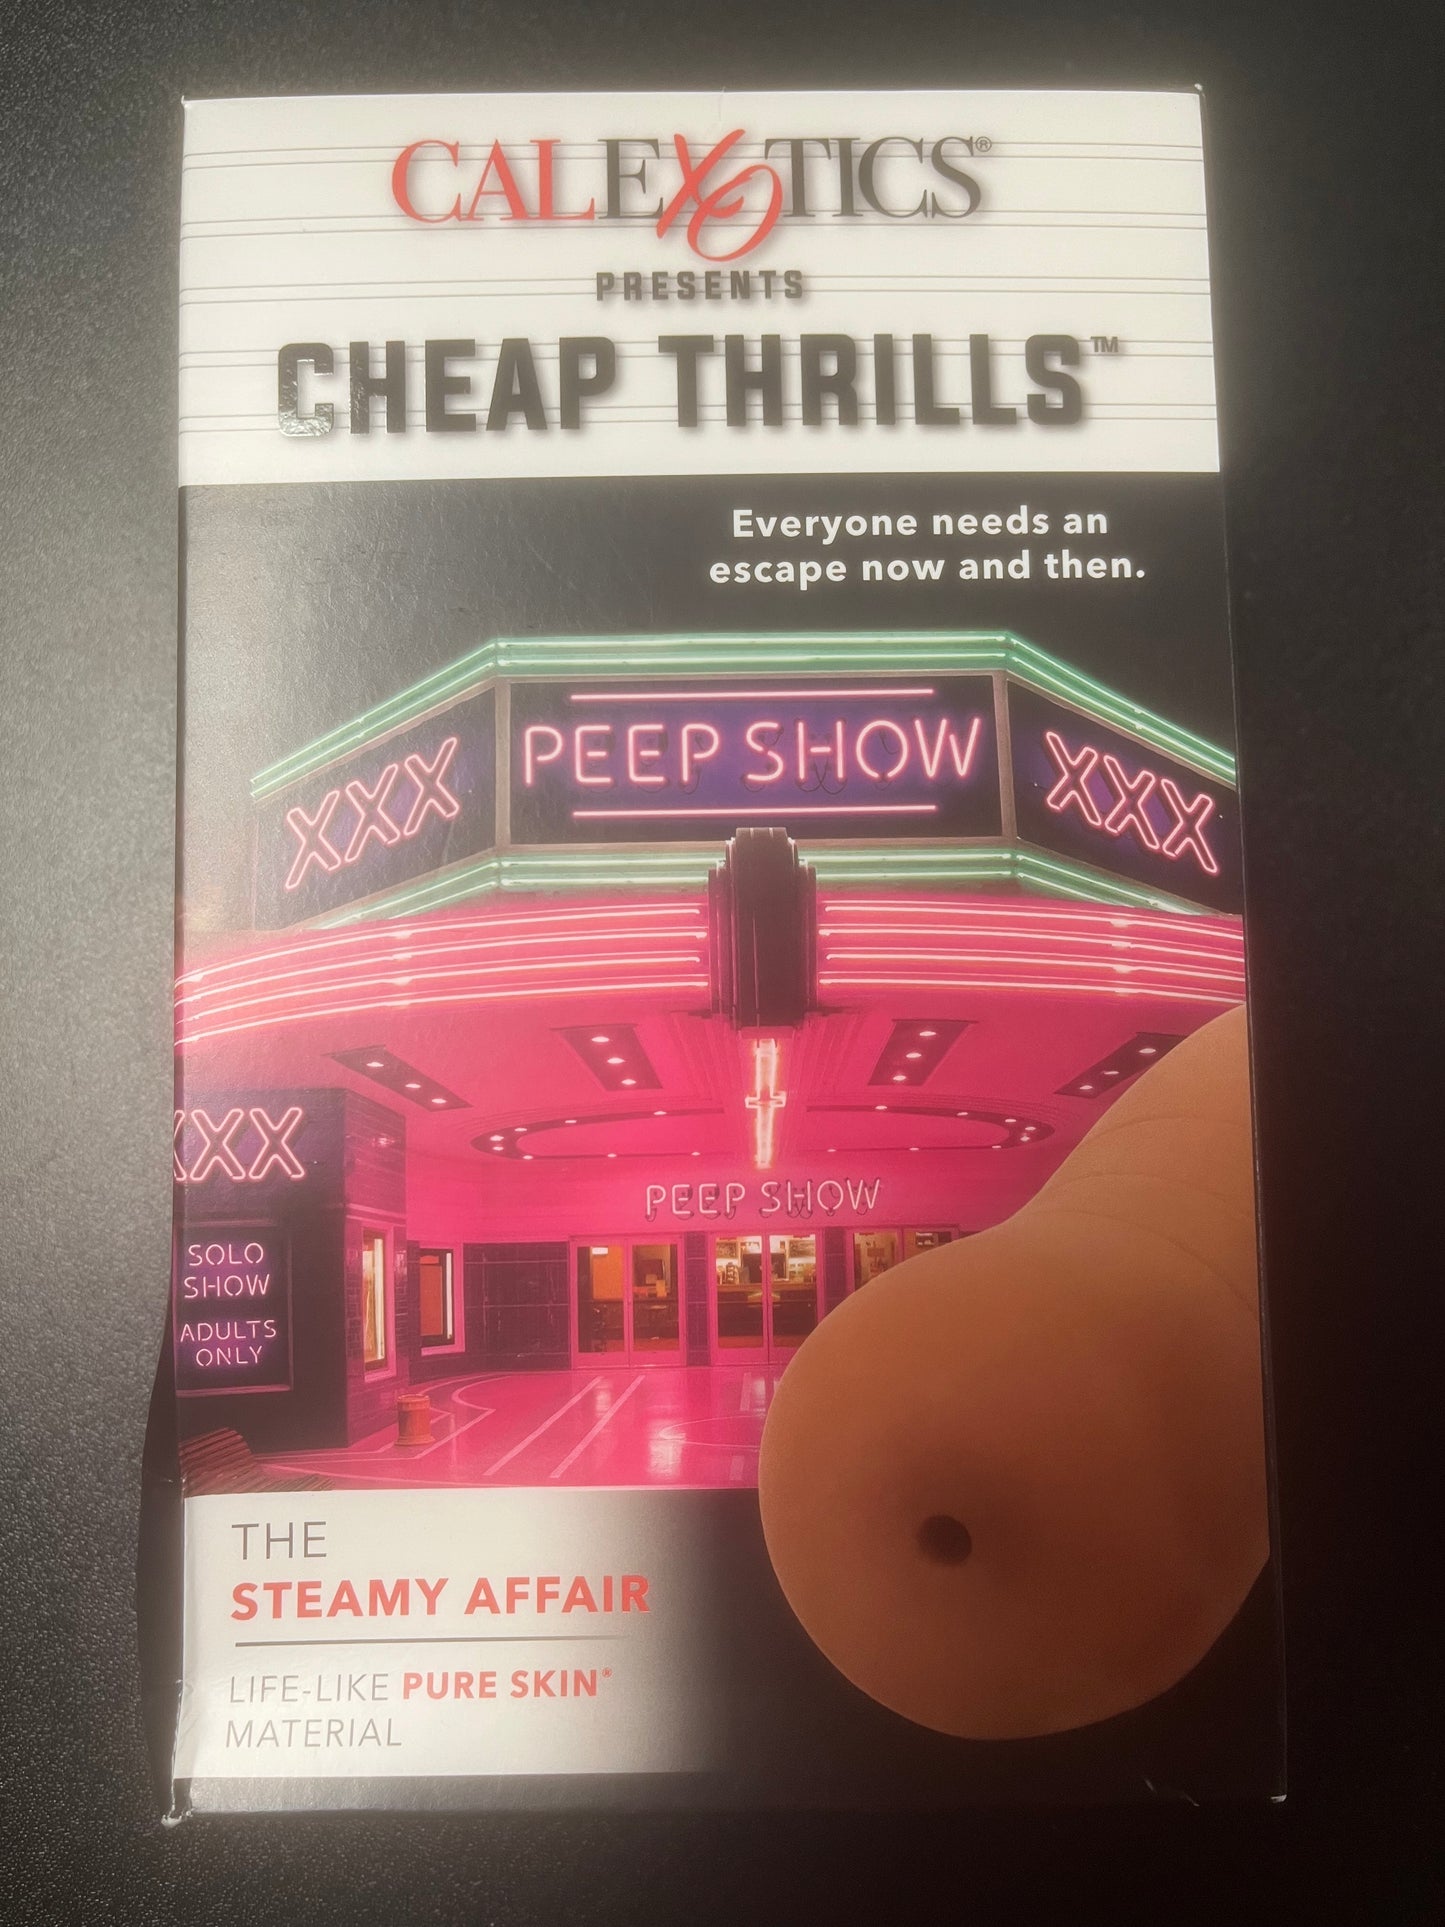 CALEXOTICS®
PRESENTS
CHEAP THRILLS™
Everyone needs an
escape now and then.
XXX PEEP SHOW XXX
XXX
PEEP SHOW
SOLO
SHOW
ADULTS
ONLY
THE
STEAMY AFFAIR
LIFE-LIKE PURE SKIN®
MATERIAL